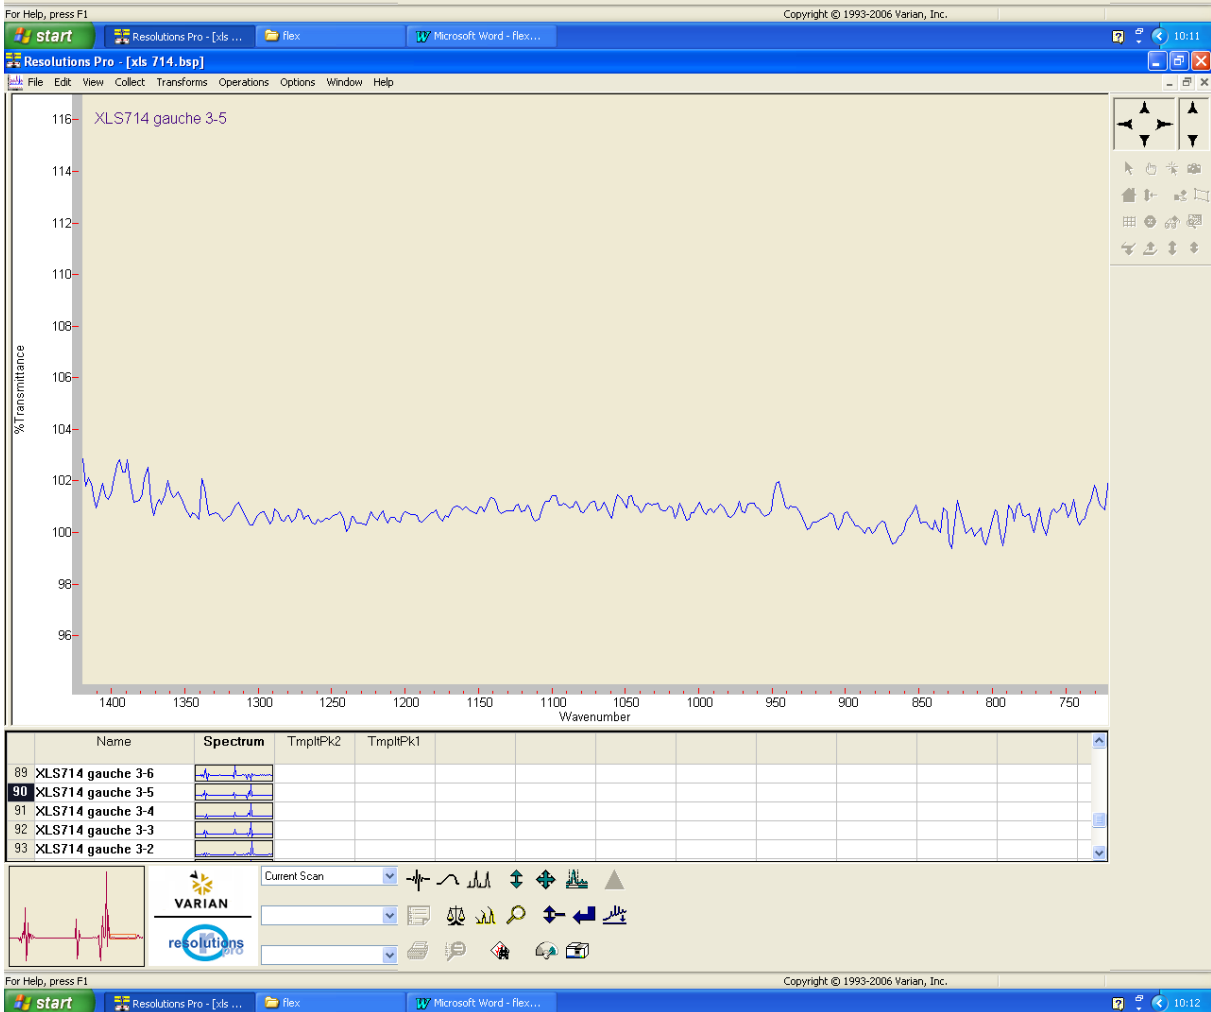 For Help, press F1 Copyright © 1993-2006 Varian, Inc.
start Resolutions Pro - [xls ... flex Microsoft Word - flex... 10:11
Resolutions Pro - [xls 714.bsp]
File Edit View Collect Transforms Operations Options Window Help
XLS714 gauche 3-5
116
114
112
110
108
106
104
102
100
98
96
%Transmittance
1400 1350 1300 1250 1200 1150 1100 1050 1000 950 900 850 800 750
Wavenumber
Name Spectrum TmpltPk2 TmpltPk1
89 XLS714 gauche 3-6
90 XLS714 gauche 3-5
91 XLS714 gauche 3-4
92 XLS714 gauche 3-3
93 XLS714 gauche 3-2
Current Scan
VARIAN
resolutions
pro
For Help, press F1 Copyright © 1993-2006 Varian, Inc.
start Resolutions Pro - [xls ... flex Microsoft Word - flex... 10:12